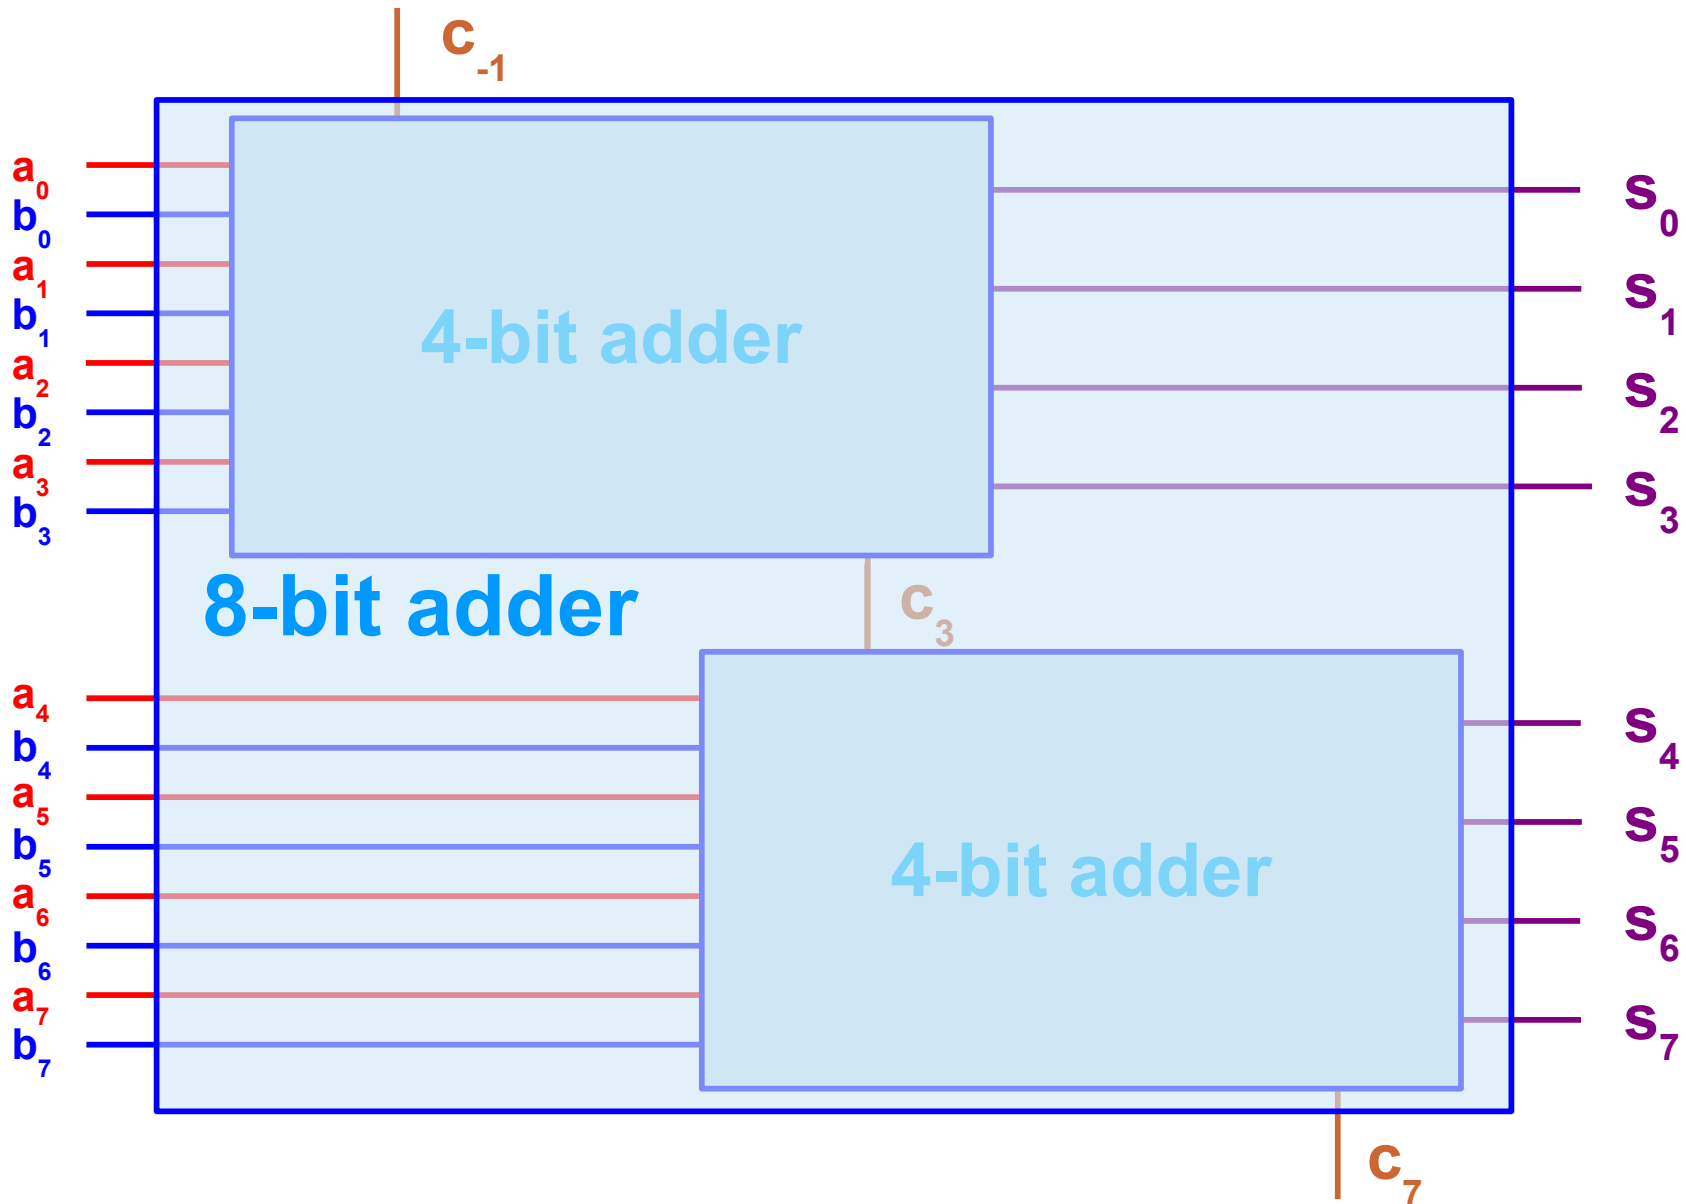 c₋₁
a₀
b₀
a₁
b₁
a₂
b₂
a₃
b₃
4-bit adder
s₀
s₁
s₂
s₃
8-bit adder
c₃
a₄
b₄
a₅
b₅
a₆
b₆
a₇
b₇
4-bit adder
s₄
s₅
s₆
s₇
c₇